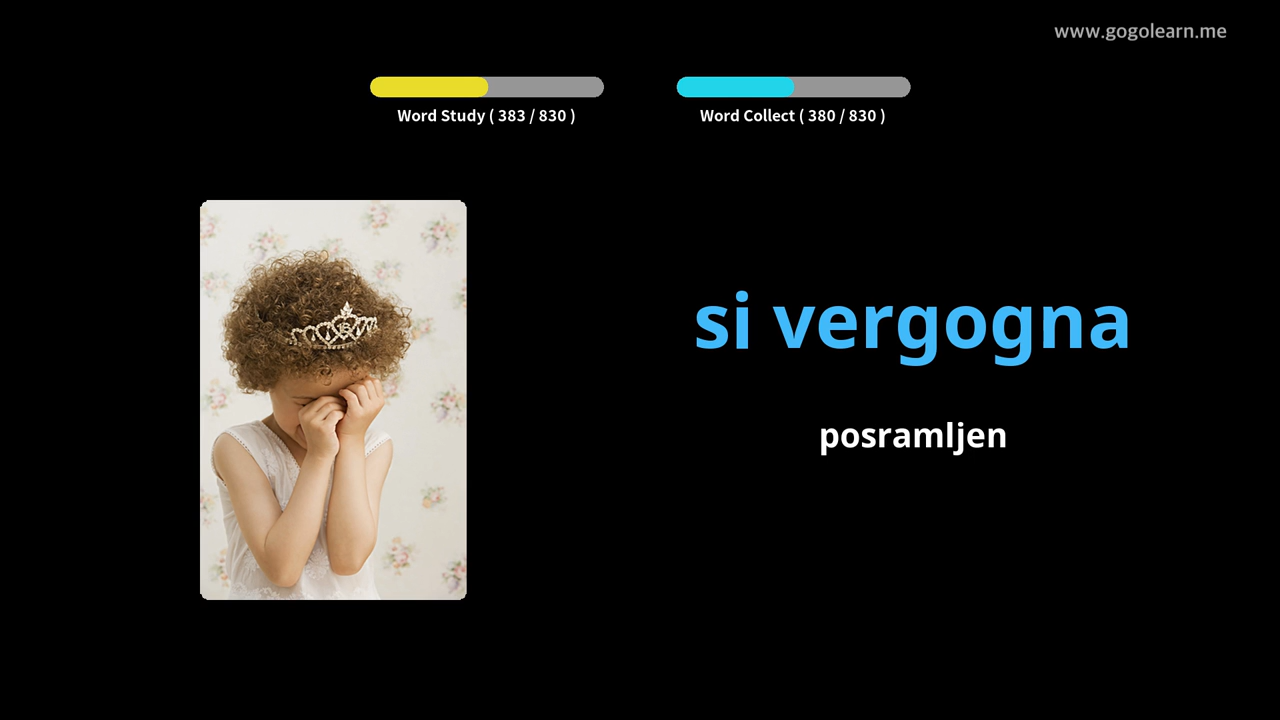 www.gogolearn.me
Word Study ( 383 / 830 )
Word Collect ( 380 / 830 )
si vergogna
posramljen